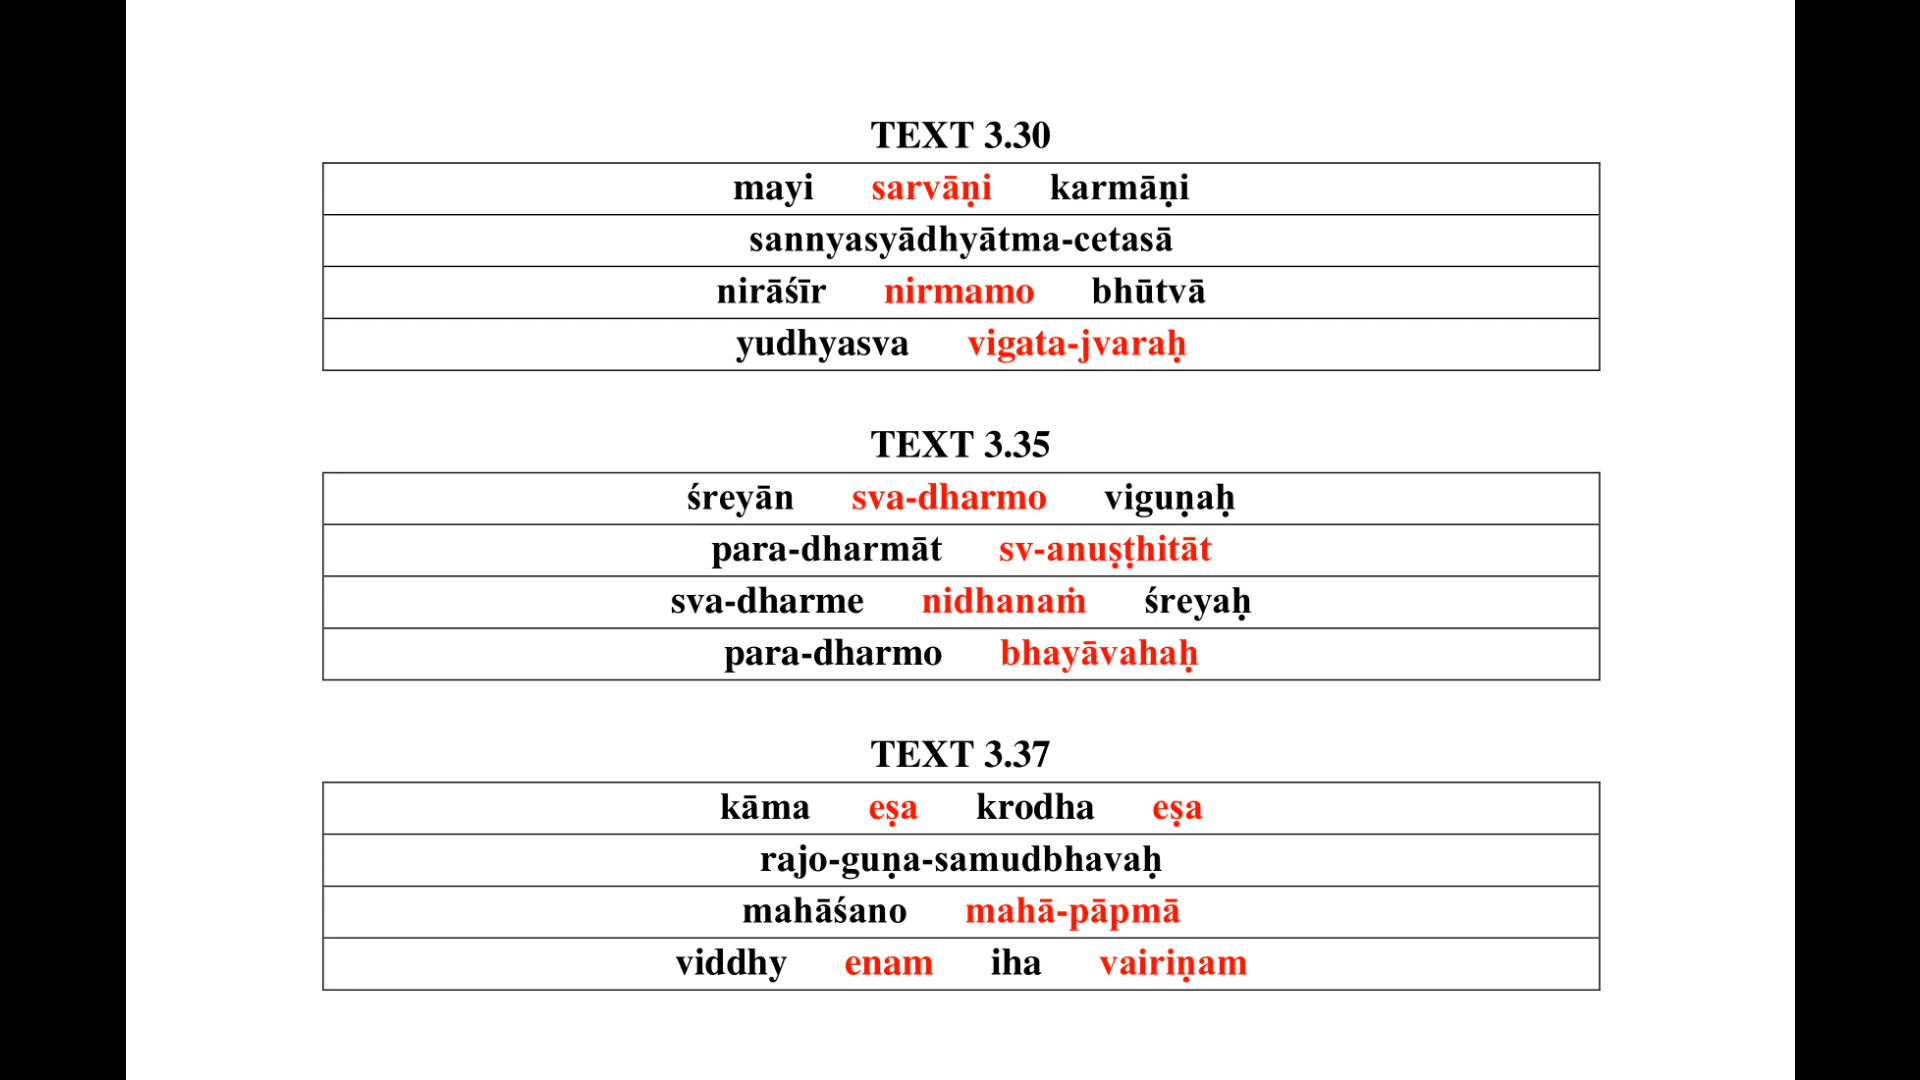 TEXT 3.30
mayi sarvāṇi karmāṇi
sannyasyādhyātma-cetasā
nirāśīr nirmamo bhūtvā
yudhyasva vigata-jvaraḥ
TEXT 3.35
śreyān sva-dharmo viguṇaḥ
para-dharmāt sv-anuṣṭhitāt
sva-dharme nidhanaṁ śreyaḥ
para-dharmo bhayāvahaḥ
TEXT 3.37
kāma eṣa krodha eṣa
rajo-guṇa-samudbhavaḥ
mahāśano mahā-pāpmā
viddhy enam iha vairiṇam